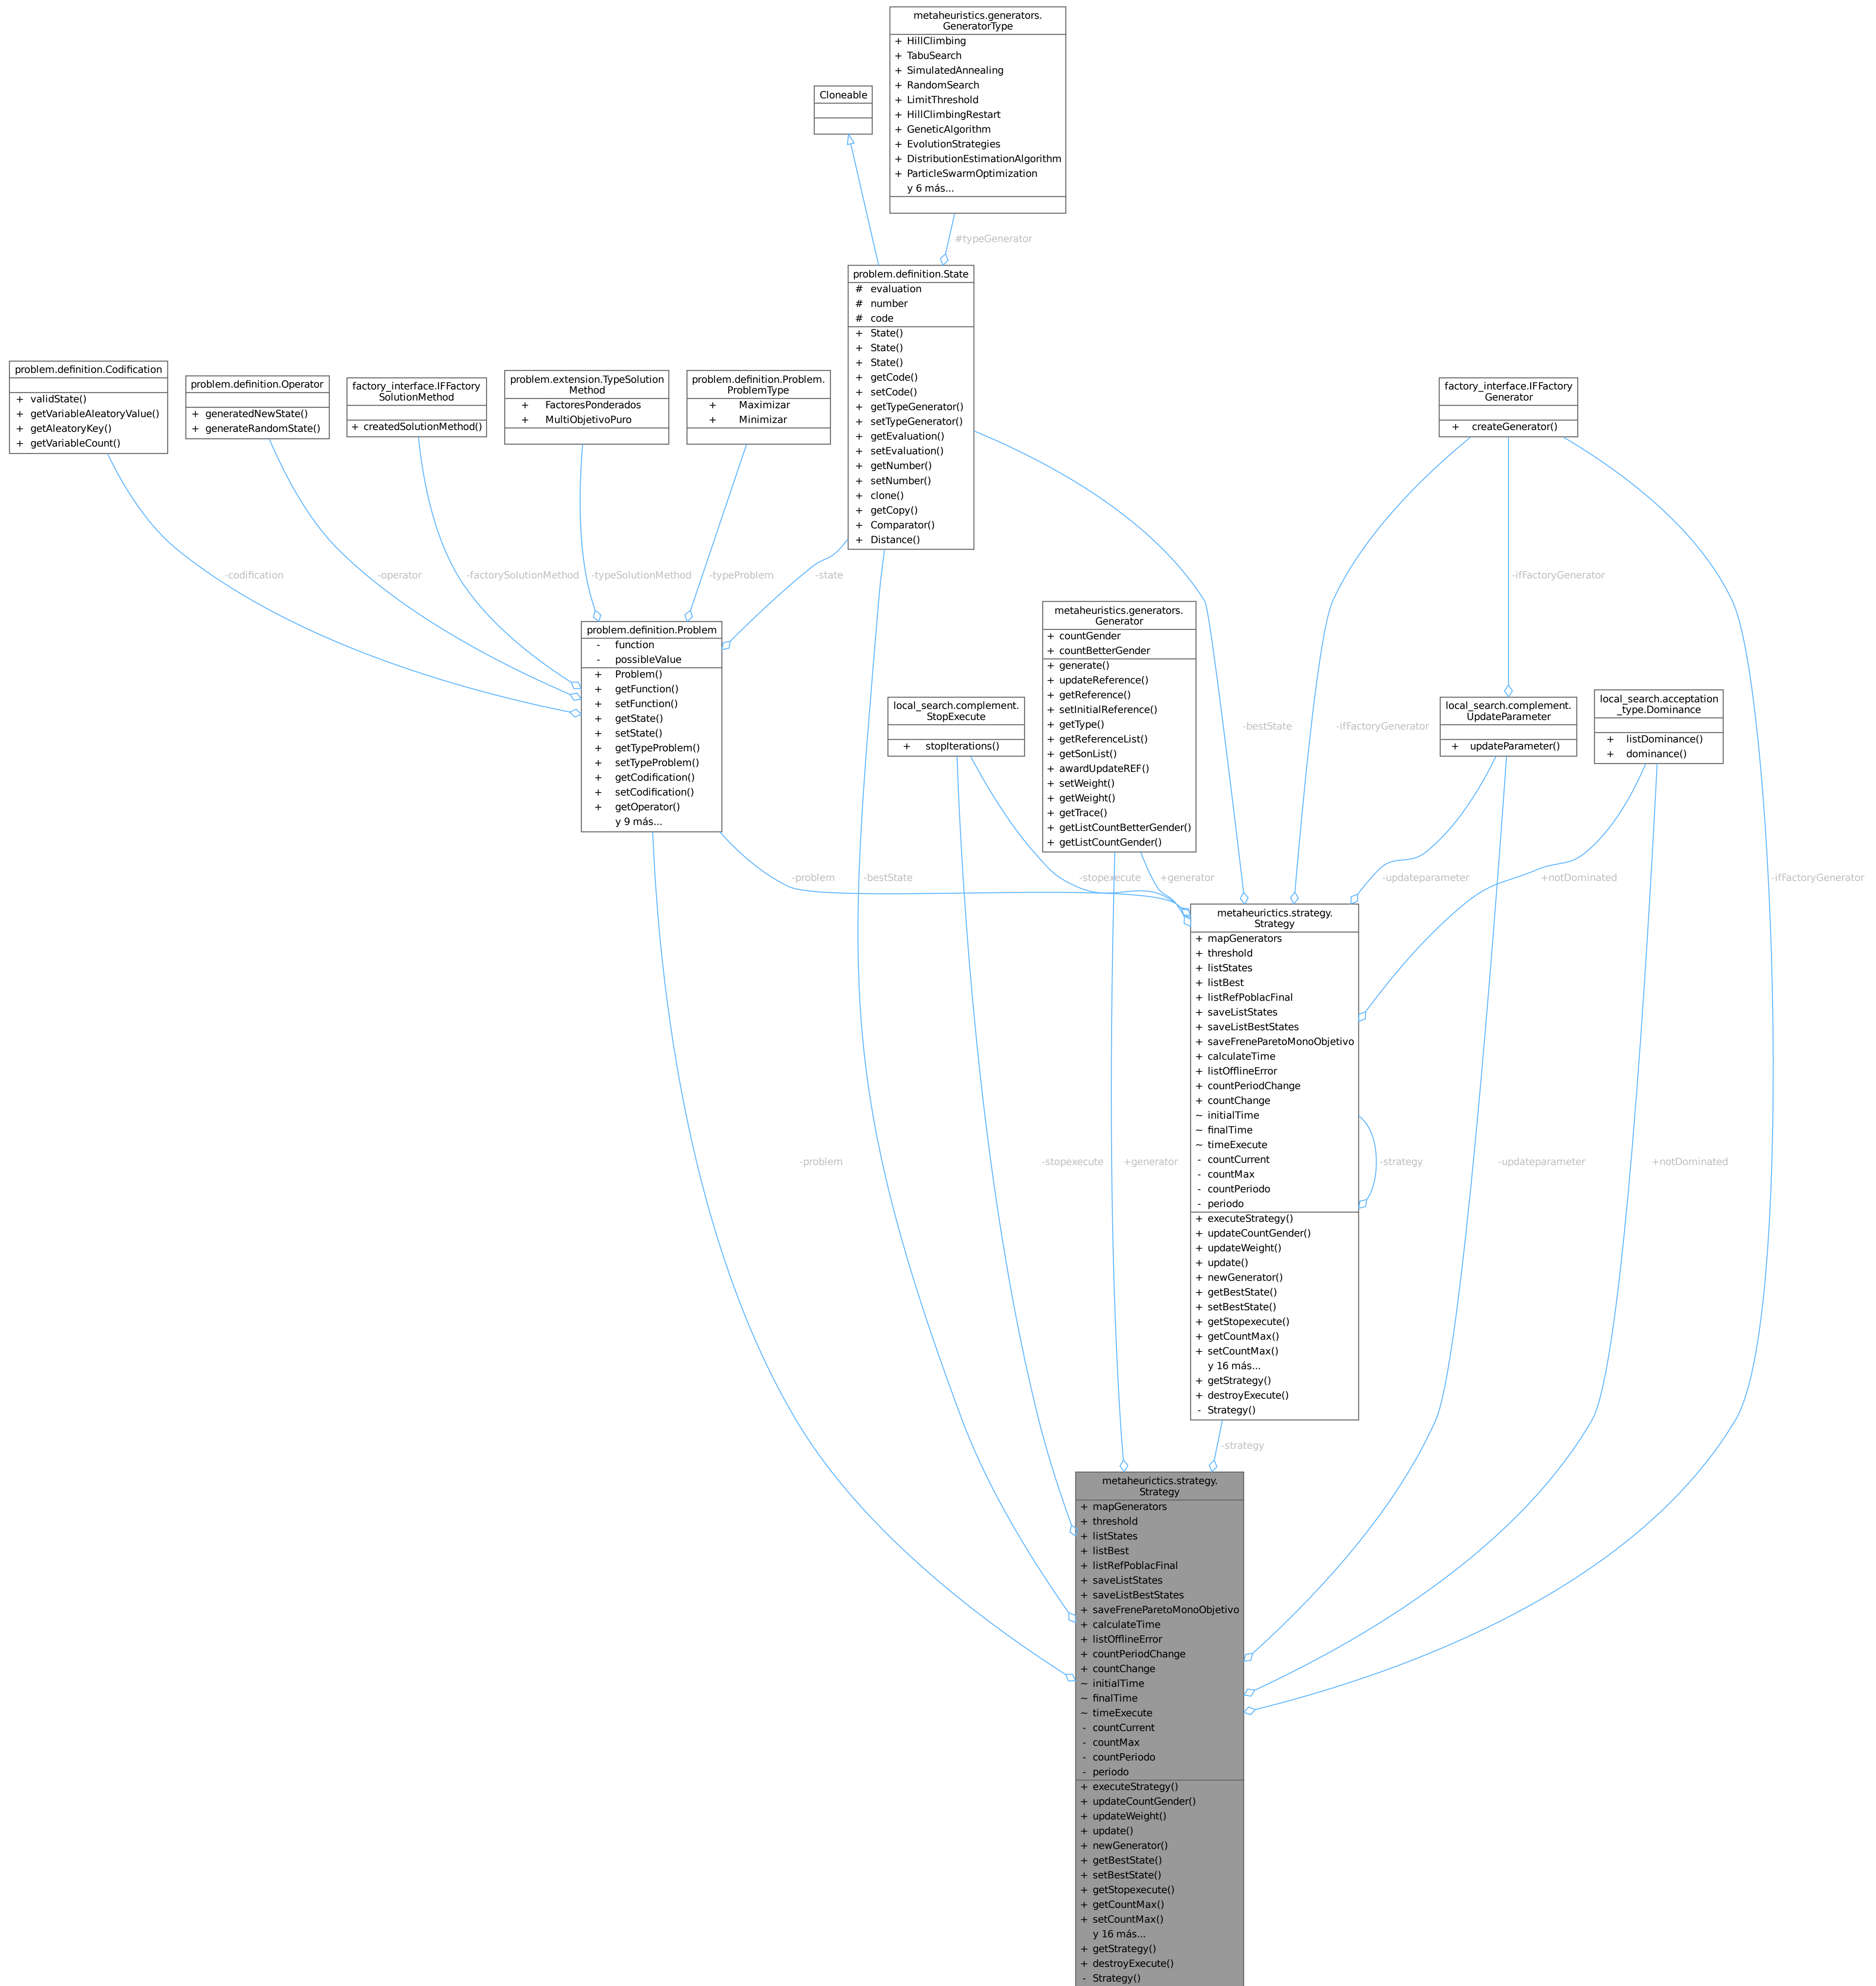 metaheuristics.generators.
GeneratorType
+ HillClimbing
+ TabuSearch
+ SimulatedAnnealing
+ RandomSearch
+ LimitThreshold
+ HillClimbingRestart
+ GeneticAlgorithm
+ EvolutionStrategies
+ DistributionEstimationAlgorithm
+ ParticleSwarmOptimization
y 6 más...
Cloneable
#typeGenerator
problem.definition.State
# evaluation
# number
# code
+ State()
+ State()
+ State()
+ getCode()
+ setCode()
+ getTypeGenerator()
+ setTypeGenerator()
+ getEvaluation()
+ setEvaluation()
+ getNumber()
+ setNumber()
+ clone()
+ getCopy()
+ Comparator()
+ Distance()
problem.definition.Codification
+ validState()
+ getVariableAleatoryValue()
+ getAleatoryKey()
+ getVariableCount()
problem.definition.Operator
+ generatedNewState()
+ generateRandomState()
factory_interface.IFFactory
SolutionMethod
+ createdSolutionMethod()
problem.extension.TypeSolution
Method
+ FactoresPonderados
+ MultiObjetivoPuro
problem.definition.Problem.
ProblemType
+ Maximizar
+ Minimizar
factory_interface.IFFactory
Generator
+ createGenerator()
-codification
-operator
-factorySolutionMethod
-typeSolutionMethod
-typeProblem
-state
-ifFactoryGenerator
problem.definition.Problem
- function
- possibleValue
+ Problem()
+ getFunction()
+ setFunction()
+ getState()
+ setState()
+ getTypeProblem()
+ setTypeProblem()
+ getCodification()
+ setCodification()
+ getOperator()
y 9 más...
local_search.complement.
StopExecute
+ stopIterations()
metaheuristics.generators.
Generator
+ countGender
+ countBetterGender
+ generate()
+ updateReference()
+ getReference()
+ setInitialReference()
+ getType()
+ getReferenceList()
+ getSonList()
+ awardUpdateREF()
+ setWeight()
+ getWeight()
+ getTrace()
+ getListCountBetterGender()
+ getListCountGender()
-bestState
-ifFactoryGenerator
local_search.complement.
UpdateParameter
+ updateParameter()
local_search.acceptation
_type.Dominance
+ listDominance()
+ dominance()
-problem
-bestState
-stopexecute
+generator
-updateparameter
+notDominated
-ifFactoryGenerator
metaheurictics.strategy.
Strategy
+ mapGenerators
+ threshold
+ listStates
+ listBest
+ listRefPoblacFinal
+ saveListStates
+ saveListBestStates
+ saveFreneParetoMonoObjetivo
+ calculateTime
+ listOfflineError
+ countPeriodChange
+ countChange
~ initialTime
~ finalTime
~ timeExecute
- countCurrent
- countMax
- countPeriodo
- periodo
+ executeStrategy()
+ updateCountGender()
+ updateWeight()
+ update()
+ newGenerator()
+ getBestState()
+ setBestState()
+ getStopexecute()
+ getCountMax()
+ setCountMax()
y 16 más...
+ getStrategy()
+ destroyExecute()
- Strategy()
-problem
-stopexecute
+generator
-strategy
-updateparameter
+notDominated
-strategy
metaheurictics.strategy.
Strategy
+ mapGenerators
+ threshold
+ listStates
+ listBest
+ listRefPoblacFinal
+ saveListStates
+ saveListBestStates
+ saveFreneParetoMonoObjetivo
+ calculateTime
+ listOfflineError
+ countPeriodChange
+ countChange
~ initialTime
~ finalTime
~ timeExecute
- countCurrent
- countMax
- countPeriodo
- periodo
+ executeStrategy()
+ updateCountGender()
+ updateWeight()
+ update()
+ newGenerator()
+ getBestState()
+ setBestState()
+ getStopexecute()
+ getCountMax()
+ setCountMax()
y 16 más...
+ getStrategy()
+ destroyExecute()
- Strategy()